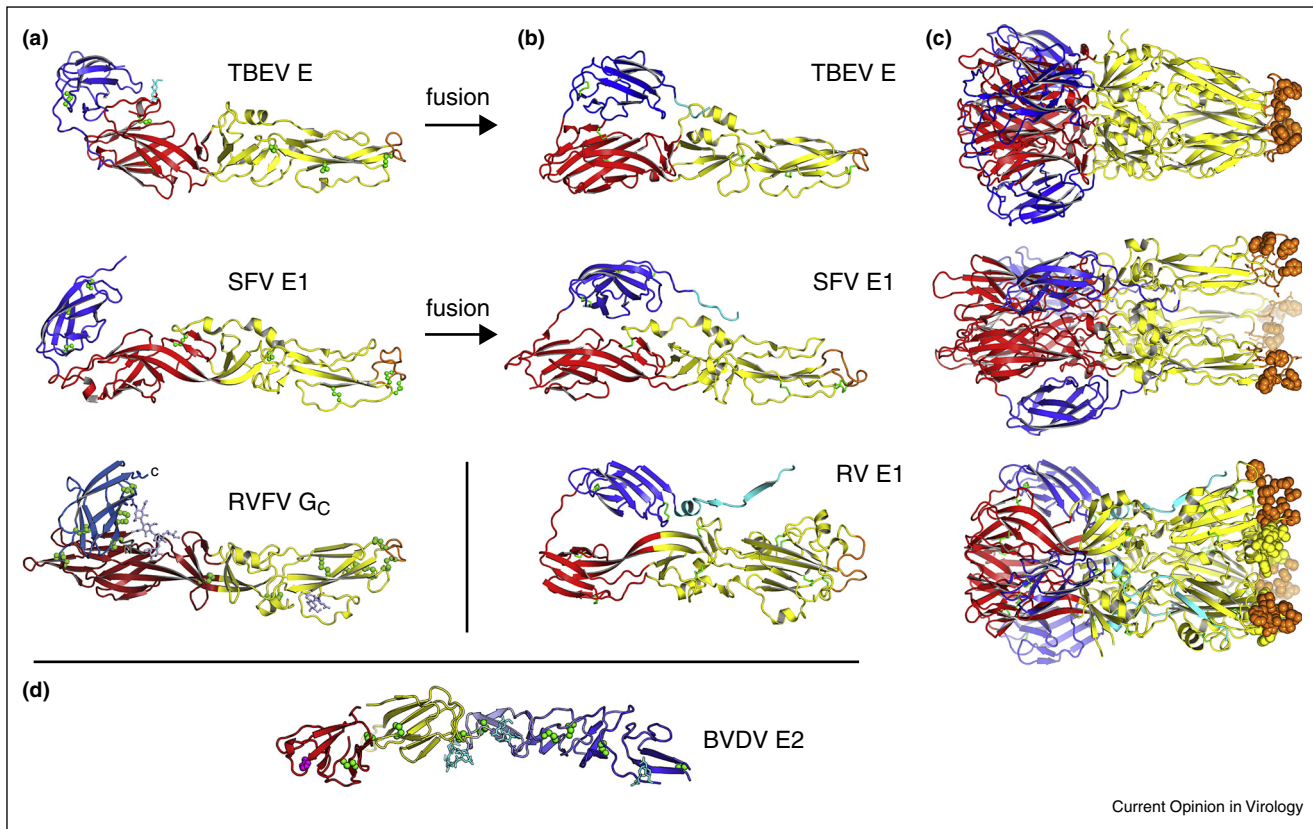 (a)
TBEV E
fusion
(b)
TBEV E
(c)
SFV E1
fusion
SFV E1
c
RVFV GC
RV E1
(d)
BVDV E2
Current Opinion in Virology